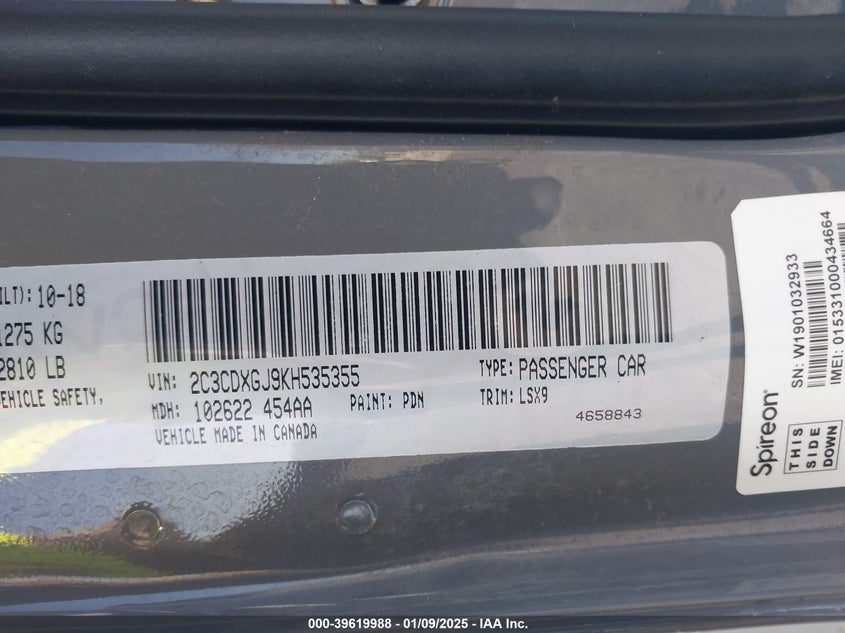 ILT): 10-18
1275 KG
2810 LB
EHICLE SAFETY,
VIN: 2C3CDXGJ9KH535355
TYPE: PASSENGER CAR
MDH: 102622 454AA
PAINT: PDN
TRIM: LSX9
VEHICLE MADE IN CANADA
4658843
Spireon®
THIS
SIDE
DOWN
SN: W1901032933
IMEI: 015331000434664
000-39619988 - 01/09/2025 - © IAA Inc.